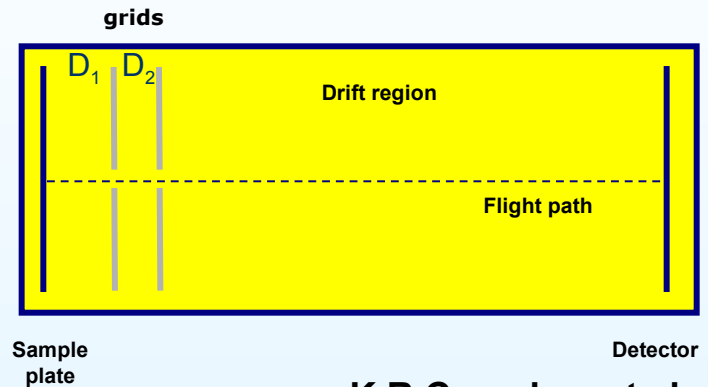 grids
D1 D2
Drift region
Flight path
Sample
plate
Detector